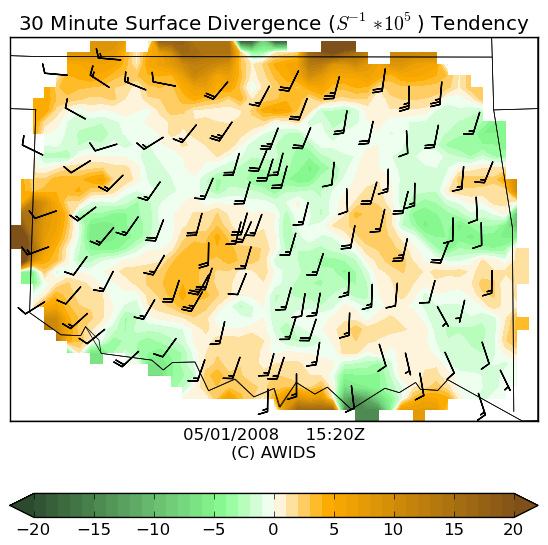 30 Minute Surface Divergence (S⁻¹ ∗10⁵ ) Tendency
05/01/2008 15:20Z
(C) AWIDS
−20 −15 −10 −5 0 5 10 15 20